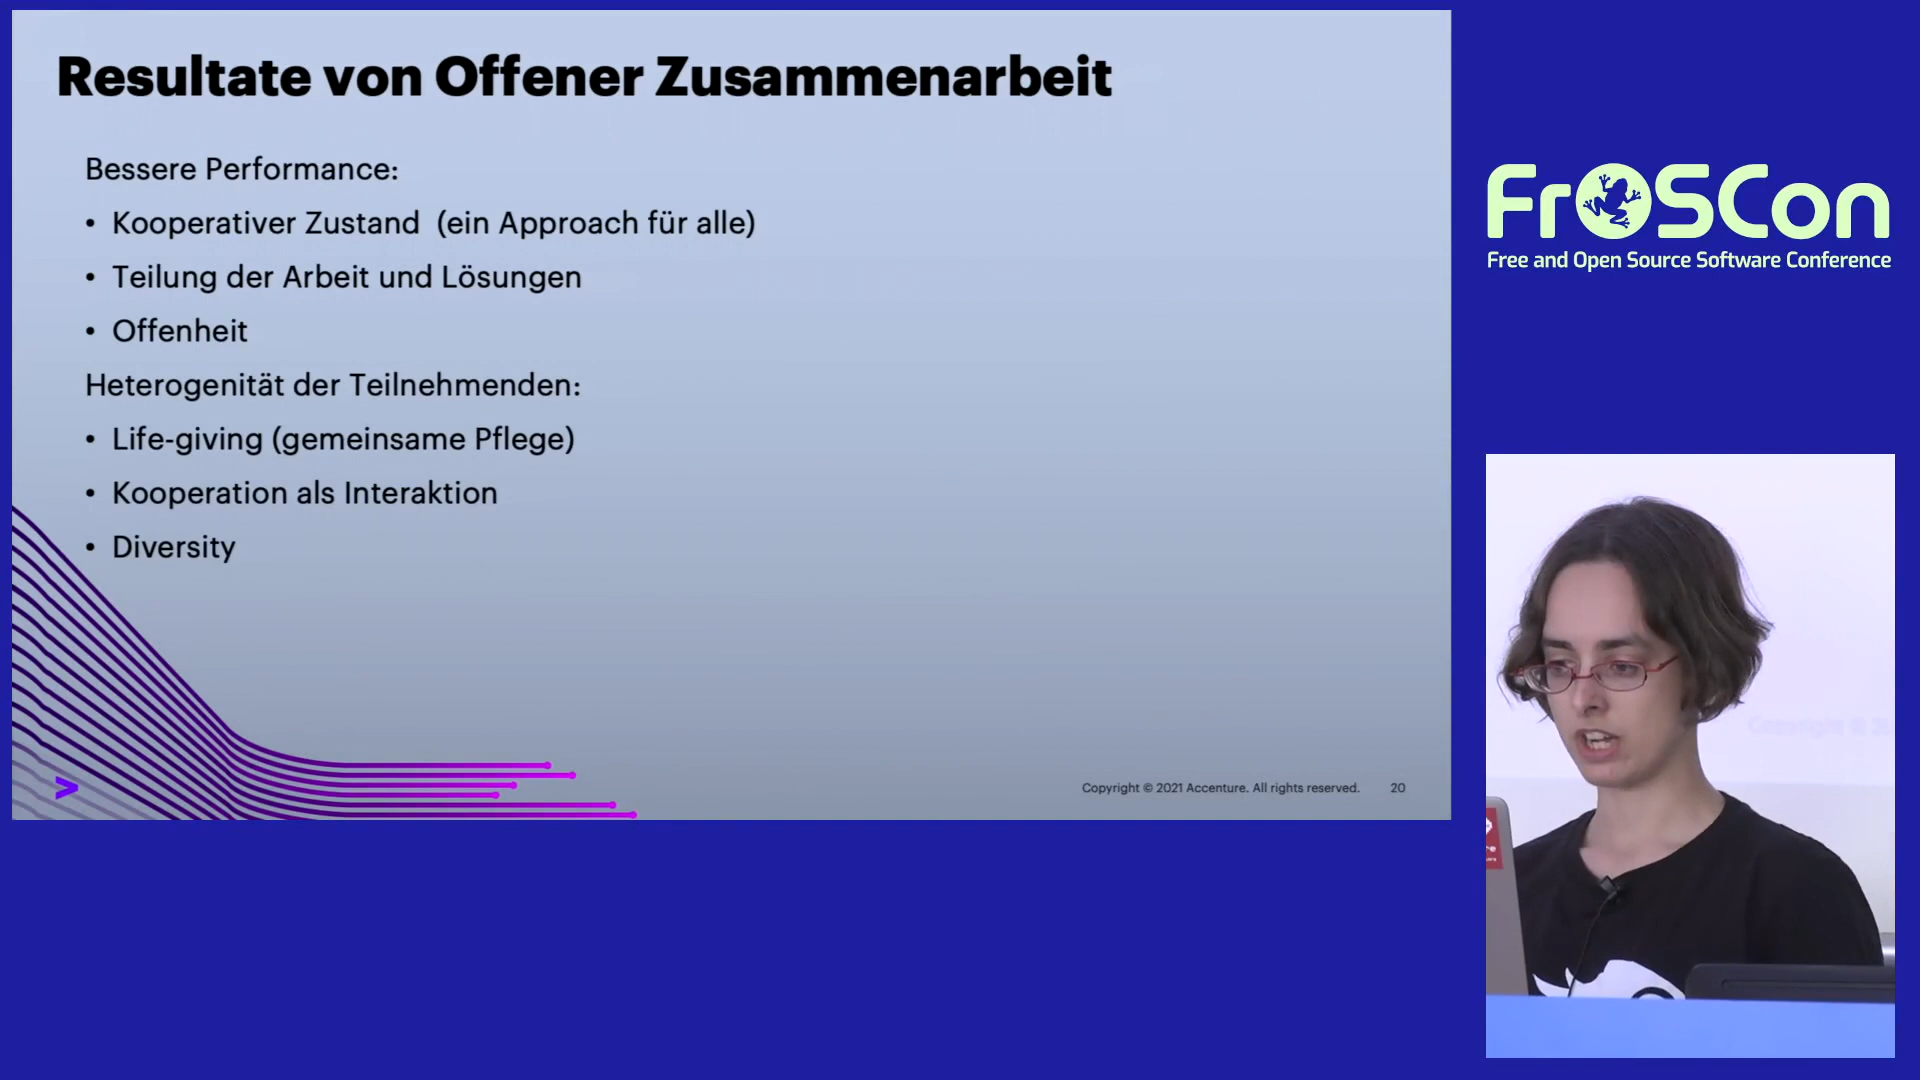 Resultate von Offener Zusammenarbeit
Bessere Performance:
• Kooperativer Zustand (ein Approach für alle)
• Teilung der Arbeit und Lösungen
• Offenheit
Heterogenität der Teilnehmenden:
• Life-giving (gemeinsame Pflege)
• Kooperation als Interaktion
• Diversity
>
Copyright © 2021 Accenture. All rights reserved. 20
FrOSCon
Free and Open Source Software Conference